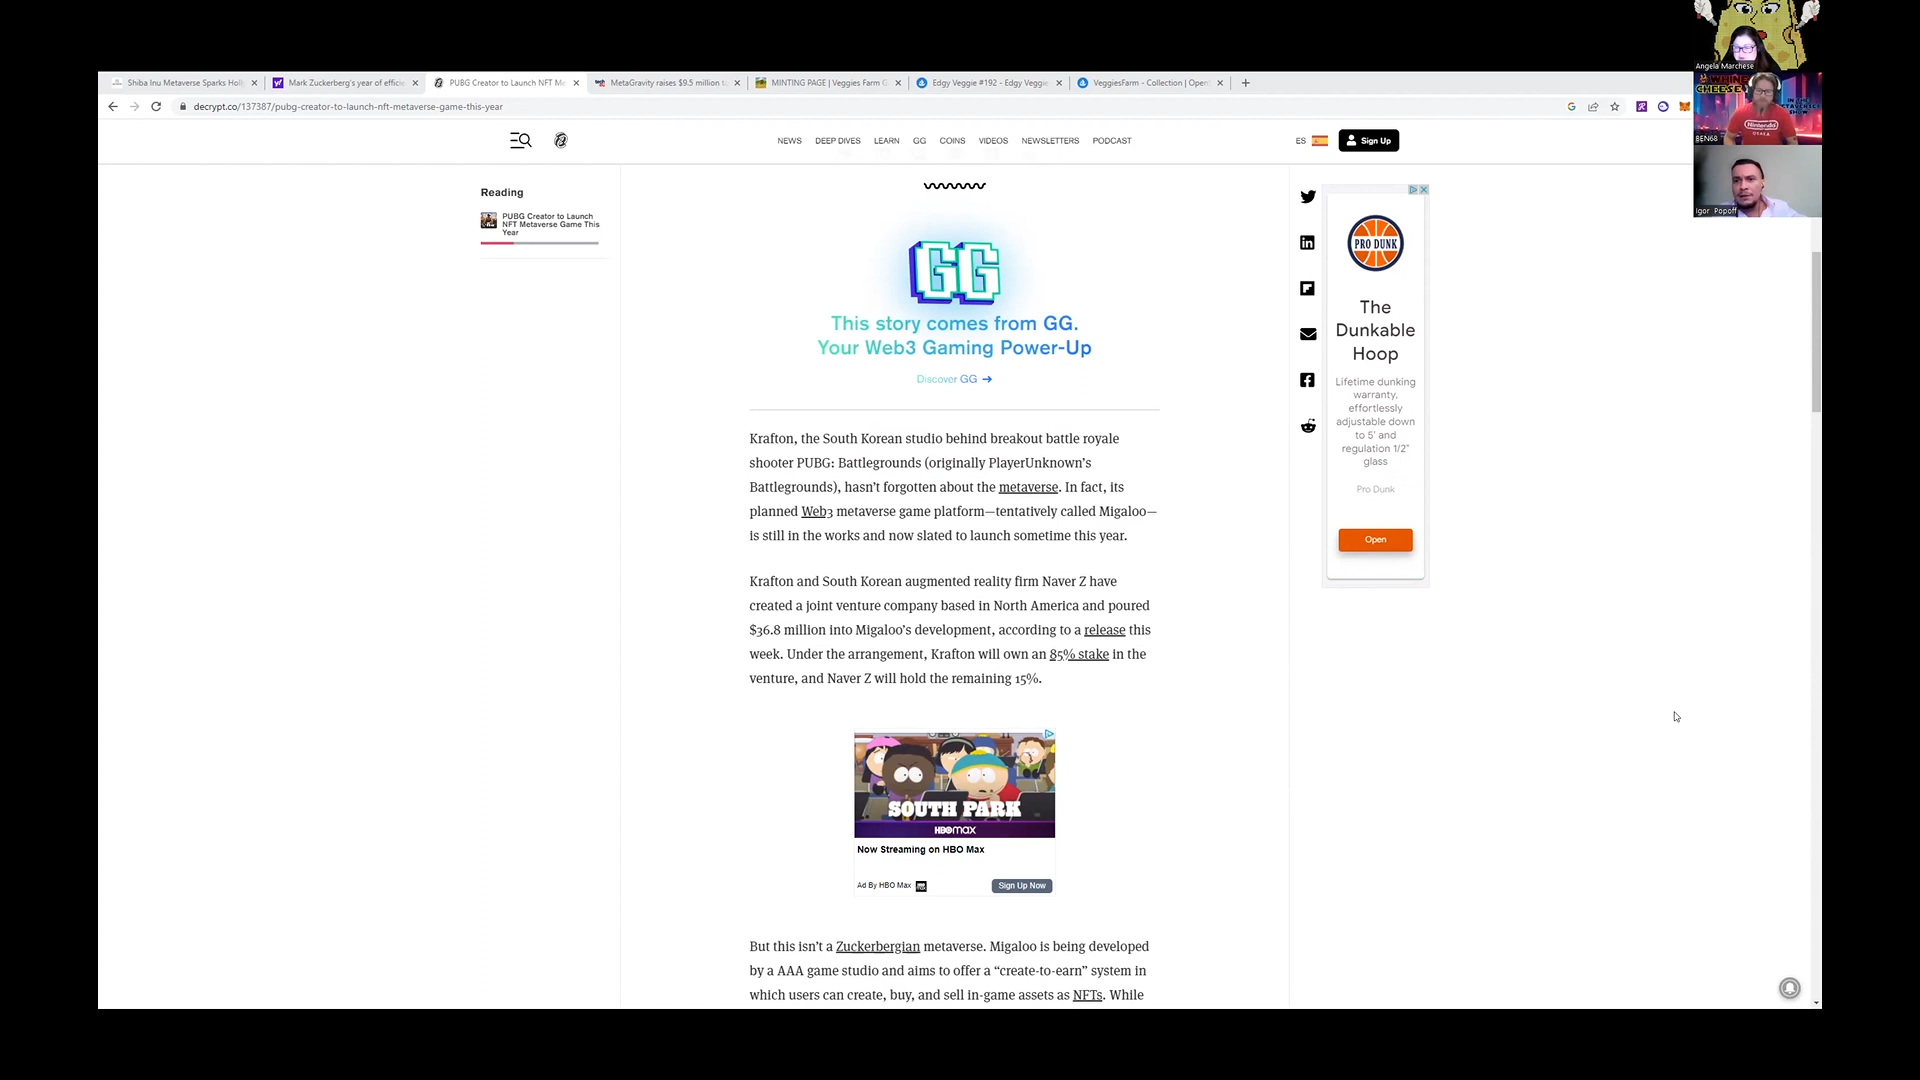 Angela Marchese
Shiba Inu Metaverse Sparks Holl
Mark Zuckerberg's year of efficie
PUBG Creator to Launch NFT Me
MetaGravity raises $9.5 million t
MINTING PAGE | Veggies Farm G
Edgy Veggie #192 - Edgy Veggie
VeggiesFarm - Collection | Open
decrypt.co/137387/pubg-creator-to-launch-nft-metaverse-game-this-year
WHINE
CHEESE
IN THE
Nintendo
OSAKA
BEN68
NEWS
DEEP DIVES
LEARN
GG
COINS
VIDEOS
NEWSLETTERS
PODCAST
ES
Sign Up
Igor Popoff
Reading
PUBG Creator to Launch
NFT Metaverse Game This
Year
GG
This story comes from GG.
Your Web3 Gaming Power-Up
Discover GG →
Krafton, the South Korean studio behind breakout battle royale
shooter PUBG: Battlegrounds (originally PlayerUnknown's
Battlegrounds), hasn't forgotten about the metaverse. In fact, its
planned Web3 metaverse game platform—tentatively called Migaloo—
is still in the works and now slated to launch sometime this year.
Krafton and South Korean augmented reality firm Naver Z have
created a joint venture company based in North America and poured
$36.8 million into Migaloo's development, according to a release this
week. Under the arrangement, Krafton will own an 85% stake in the
venture, and Naver Z will hold the remaining 15%.
SOUTH PARK
HBOmax
Now Streaming on HBO Max
Ad By HBO Max
Sign Up Now
But this isn't a Zuckerbergian metaverse. Migaloo is being developed
by a AAA game studio and aims to offer a “create-to-earn” system in
which users can create, buy, and sell in-game assets as NFTs. While
PRO DUNK
The
Dunkable
Hoop
Lifetime dunking
warranty,
effortlessly
adjustable down
to 5' and
regulation 1/2"
glass
Pro Dunk
Open